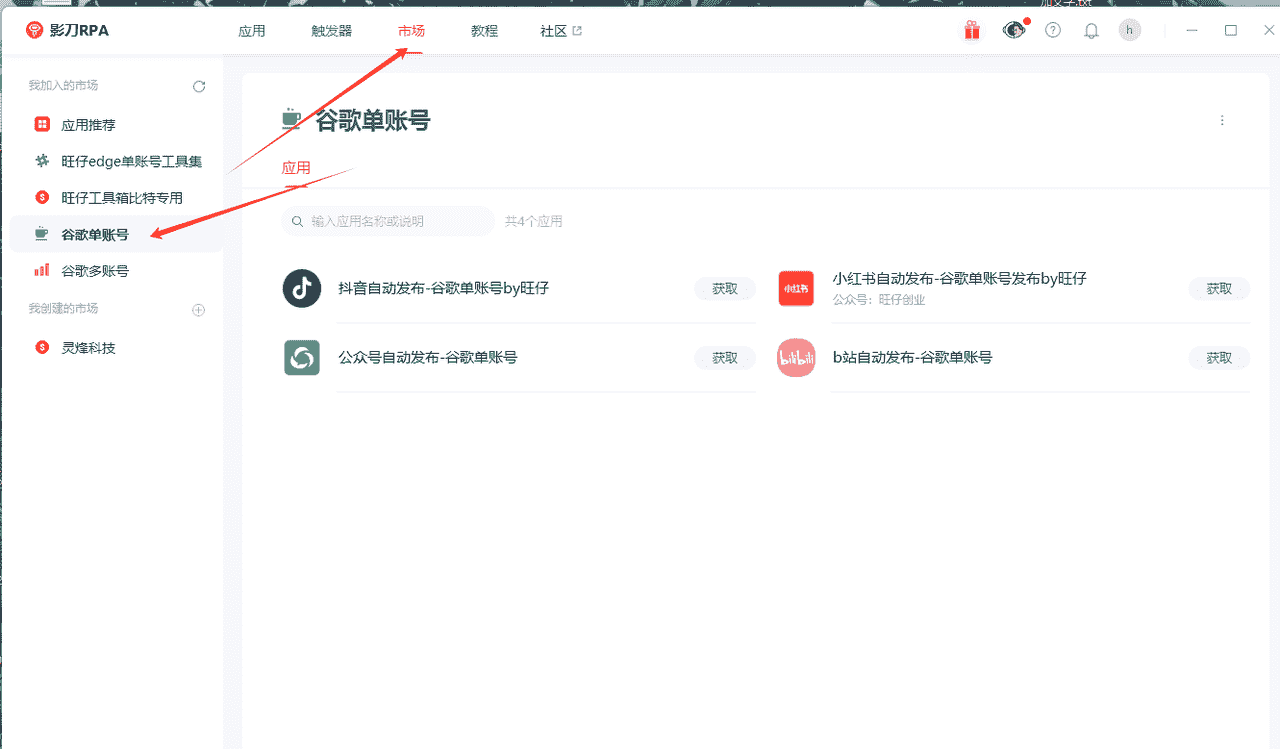 加文字.txt
影刀RPA
应用
触发器
市场
教程
社区
h
我加入的市场
应用推荐
旺仔edge单账号工具集
旺仔工具箱比特专用
谷歌单账号
谷歌多账号
我创建的市场
灵烽科技
谷歌单账号
应用
输入应用名称或说明
共4个应用
抖音自动发布-谷歌单账号by旺仔
获取
小红书
小红书自动发布-谷歌单账号发布by旺仔
公众号：旺仔创业
获取
公众号自动发布-谷歌单账号
获取
bilibili
b站自动发布-谷歌单账号
获取